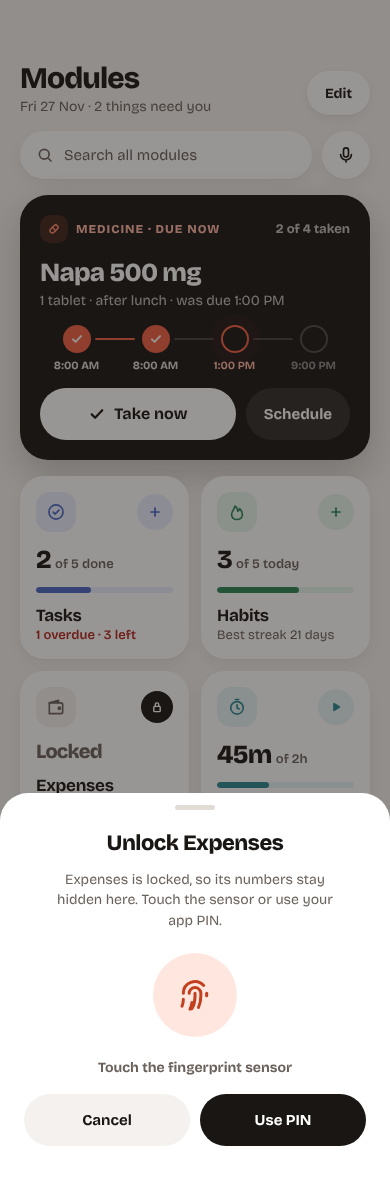 Modules
Fri 27 Nov · 2 things need you
Edit
Search all modules
MEDICINE · DUE NOW
2 of 4 taken
Napa 500 mg
1 tablet · after lunch · was due 1:00 PM
8:00 AM
8:00 AM
1:00 PM
9:00 PM
Take now
Schedule
2 of 5 done
Tasks
1 overdue · 3 left
3 of 5 today
Habits
Best streak 21 days
Locked
Expenses
45m of 2h
Unlock Expenses
Expenses is locked, so its numbers stay
hidden here. Touch the sensor or use your
app PIN.
Touch the fingerprint sensor
Cancel
Use PIN